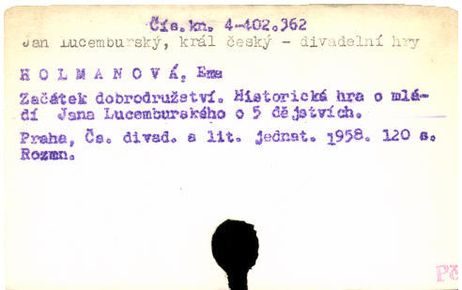 Čís.kn. 4-402.362
Jan Lucemburský, král český - divadelní hry
H O L M A N O V Á, Ema
Začátek dobrodružství. Historická hra o mlá-
dí Jana Lucemburského o 5 dějstvích.
Praha, Čs. divad. a lit. jednat. 1958. 120 s.
Rozmn.
Pč